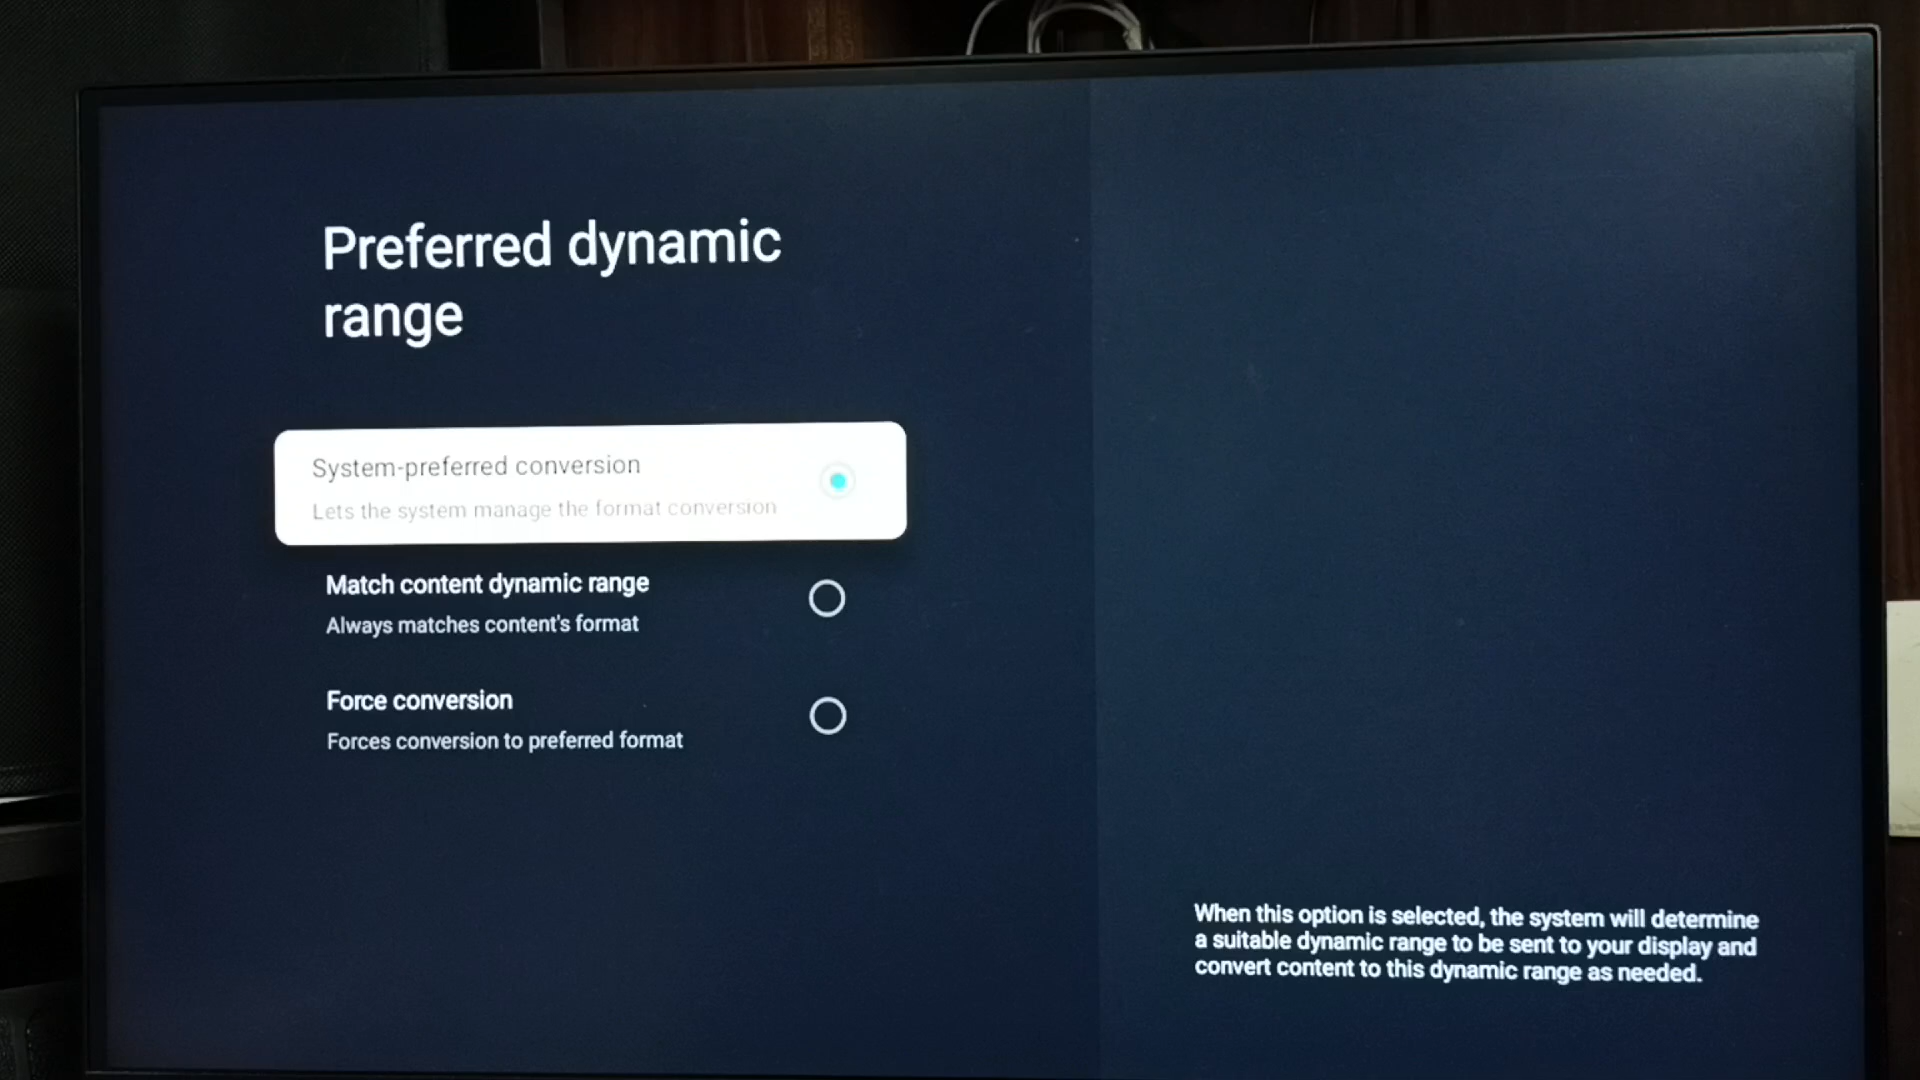 Preferred dynamic
range
System-preferred conversion
Lets the system manage the format conversion
Match content dynamic range
Always matches content's format
Force conversion
Forces conversion to preferred format
When this option is selected, the system will determine
a suitable dynamic range to be sent to your display and
convert content to this dynamic range as needed.